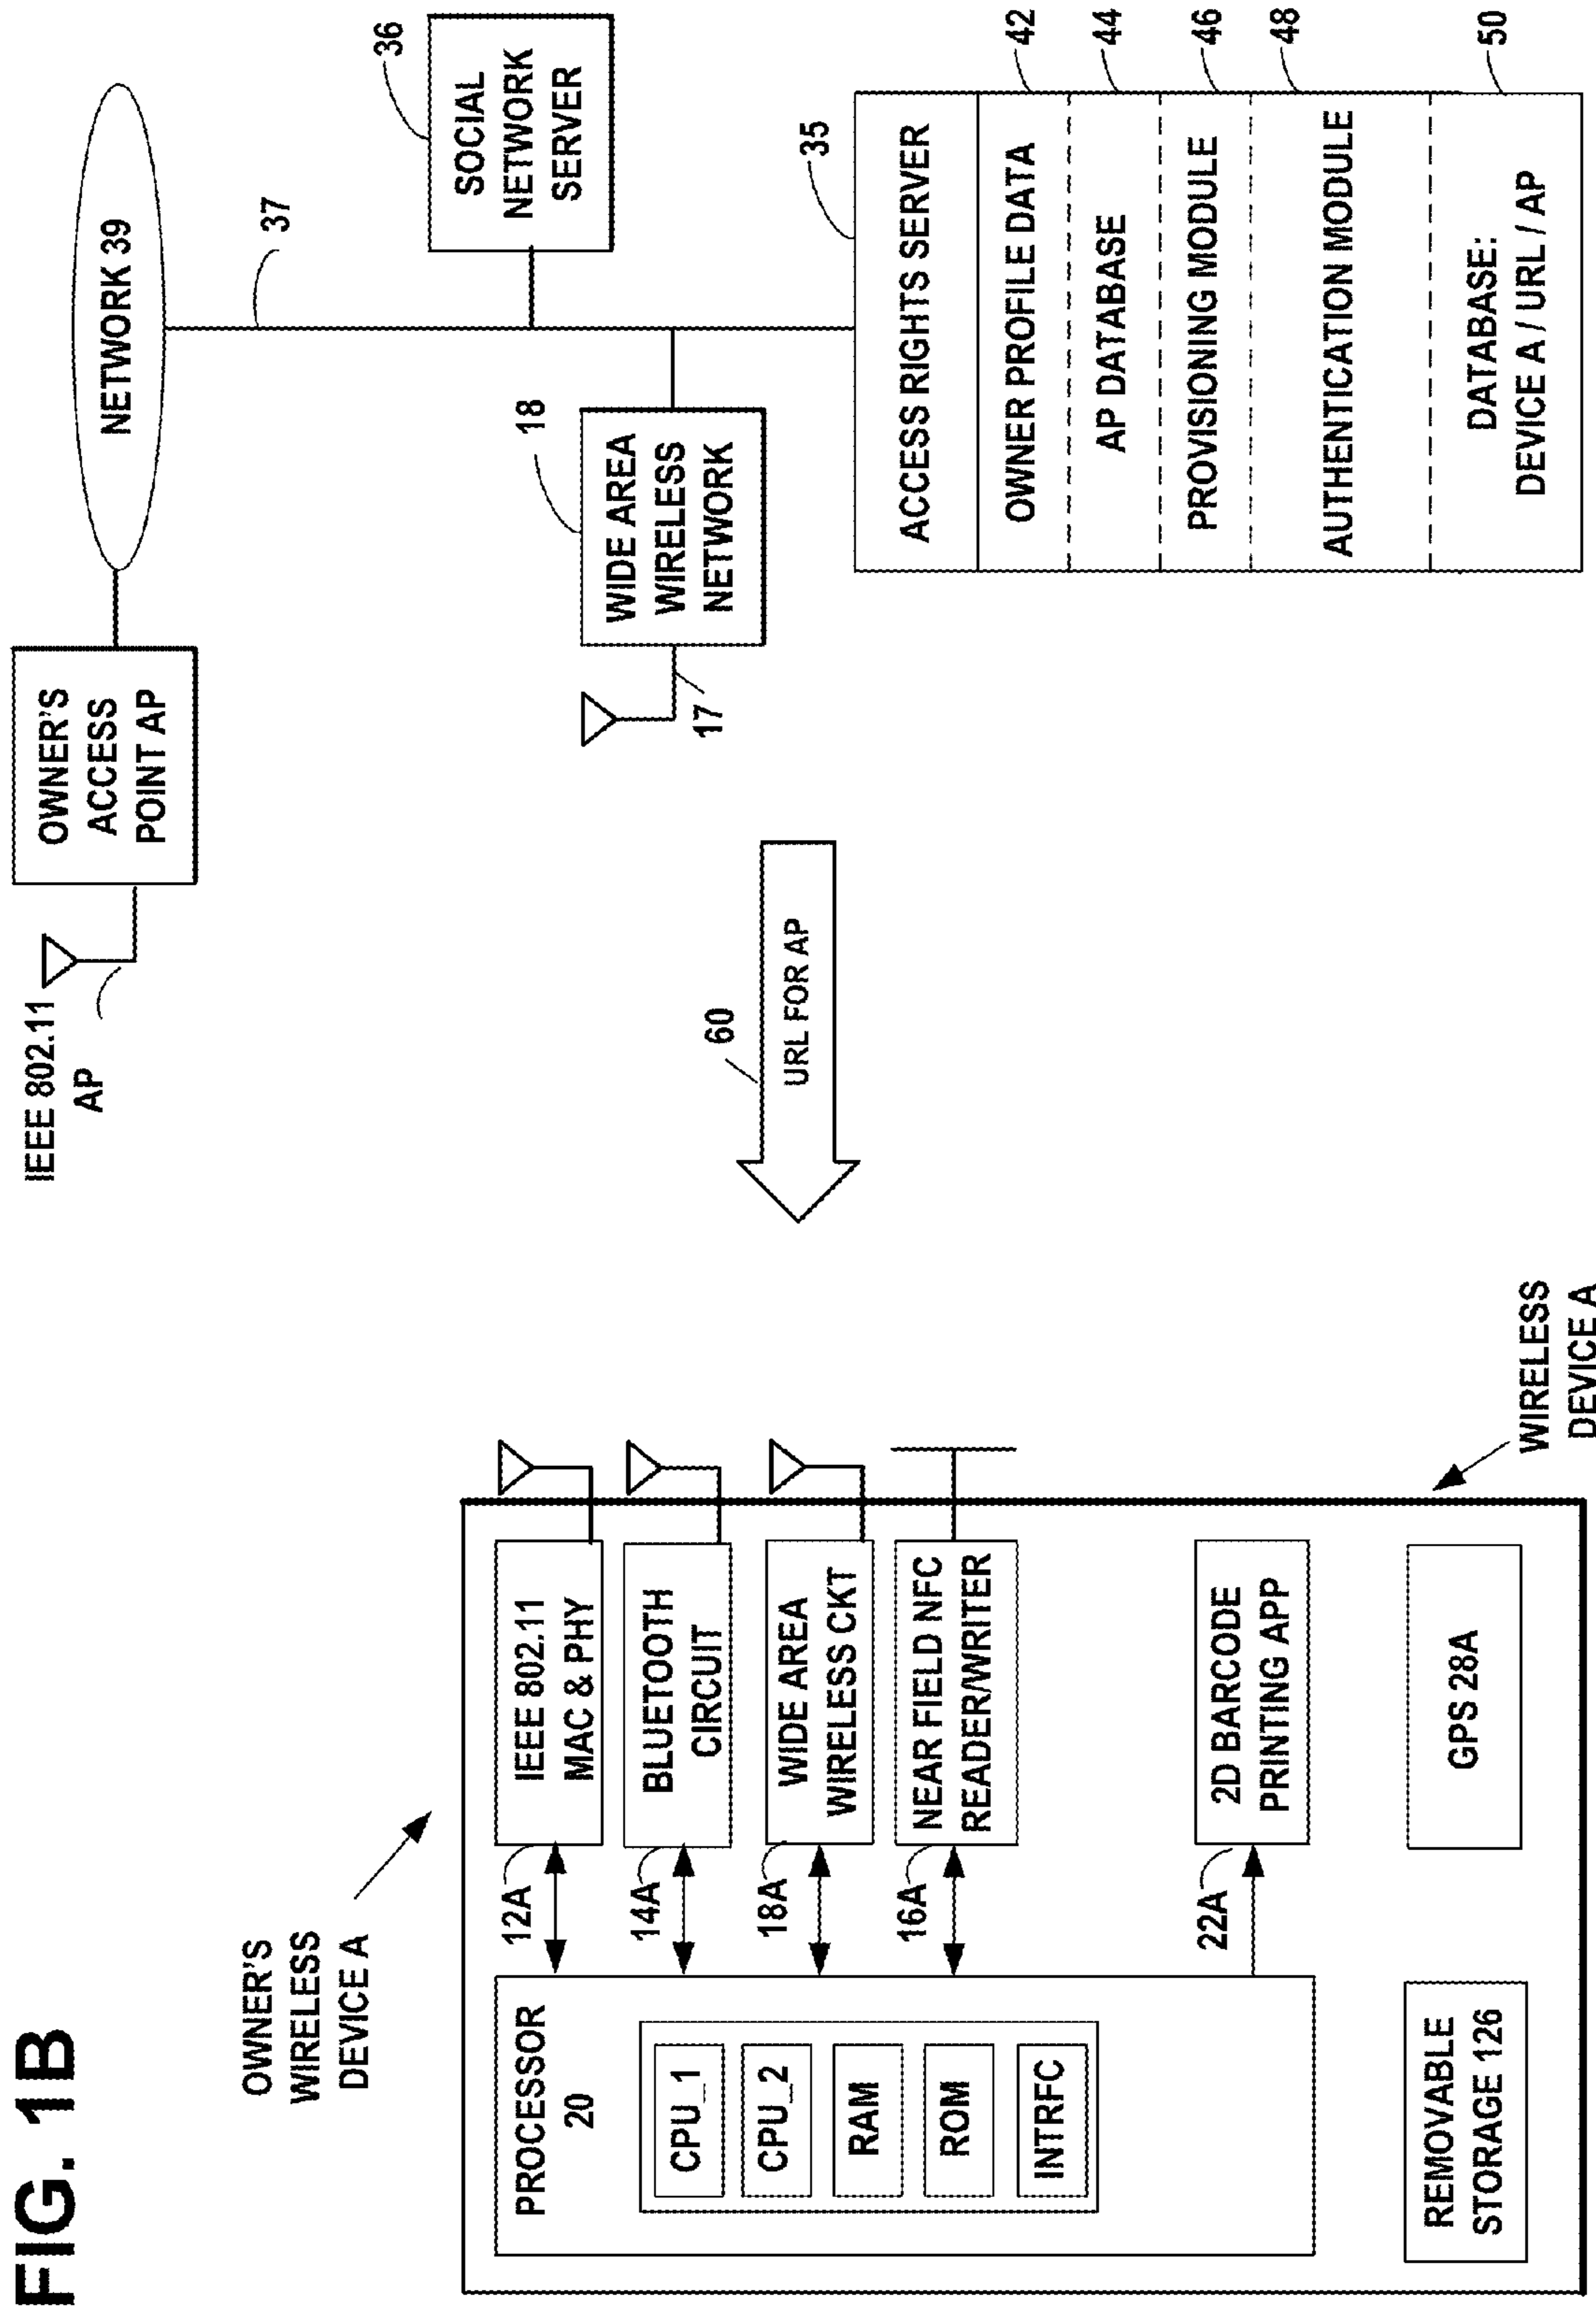 FIG. 1B
OWNER'S
WIRELESS
DEVICE A
PROCESSOR
20
CPU_1
CPU_2
RAM
ROM
INTRFC
REMOVABLE
STORAGE 126
12A
14A
18A
16A
22A
IEEE 802.11
MAC & PHY
BLUETOOTH
CIRCUIT
WIDE AREA
WIRELESS CKT
NEAR FIELD NFC
READER/WRITER
2D BARCODE
PRINTING APP
GPS 28A
WIRELESS
DEVICE A
60
URL FOR AP
IEEE 802.11
AP
OWNER'S
ACCESS
POINT AP
NETWORK 39
37
36
SOCIAL
NETWORK
SERVER
18
WIDE AREA
WIRELESS
NETWORK
17
35
ACCESS RIGHTS SERVER
OWNER PROFILE DATA
42
AP DATABASE
44
PROVISIONING MODULE
46
AUTHENTICATION MODULE
48
DATABASE:
DEVICE A / URL / AP
50